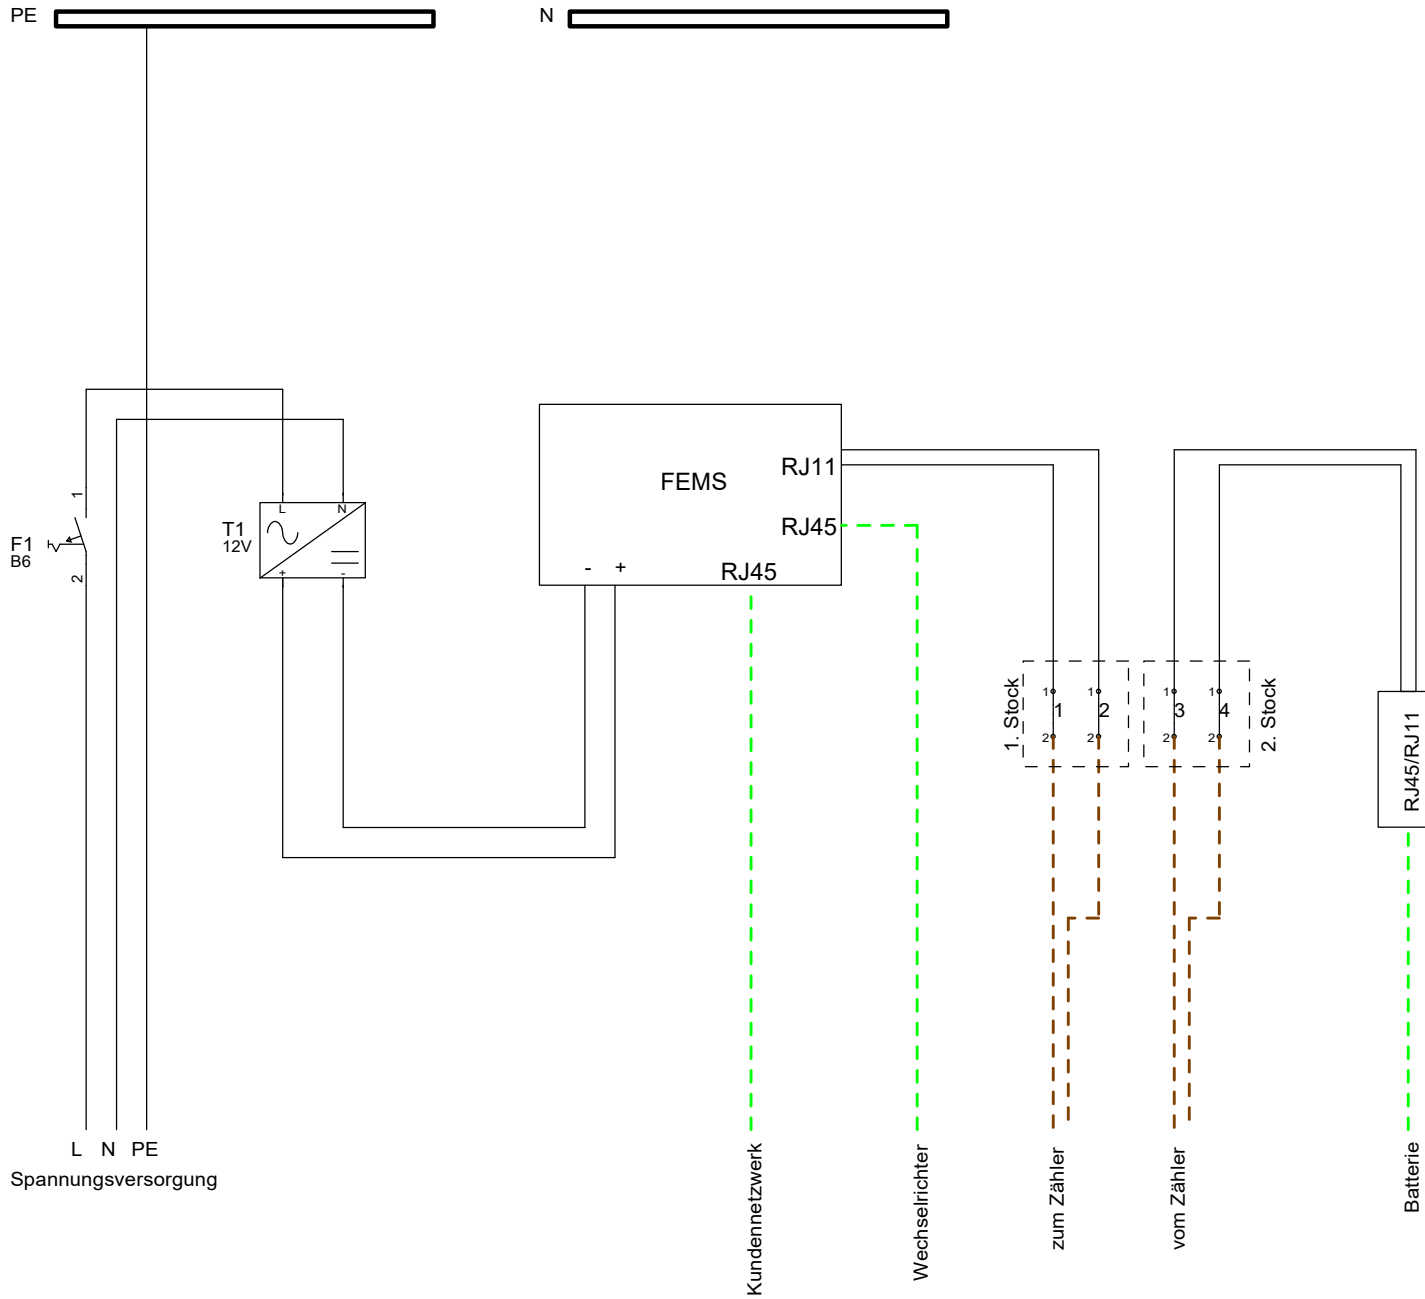 PE
N
FEMS
RJ11
RJ45
RJ45
- +
F1
B6
1
2
T1
12V
L N
+ -
1. Stock
1 1
1 2
2 2
1 1
3 4
2 2
2. Stock
RJ45/RJ11
L N PE
Spannungsversorgung
Kundennetzwerk
Wechselrichter
zum Zähler
vom Zähler
Batterie